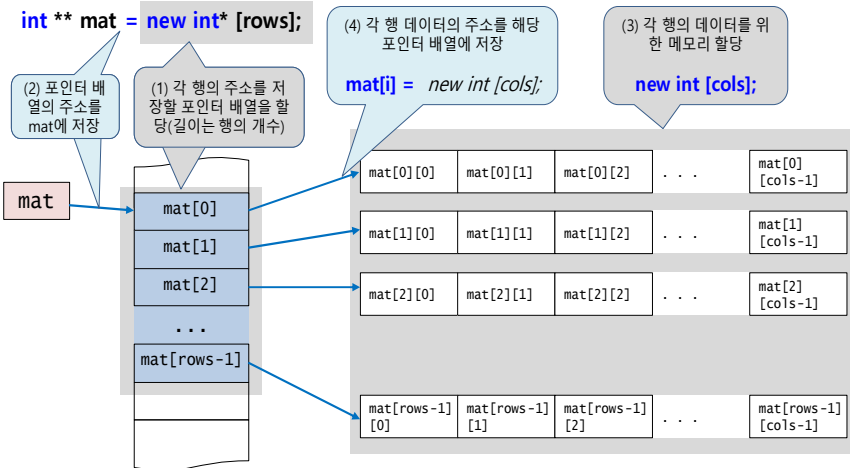 int ** mat = new int* [rows];
(2) 포인터 배
열의 주소를
mat에 저장
(1) 각 행의 주소를 저
장할 포인터 배열을 할
당(길이는 행의 개수)
(4) 각 행 데이터의 주소를 해당
포인터 배열에 저장
mat[i] = new int [cols];
(3) 각 행의 데이터를 위
한 메모리 할당
new int [cols];
mat
mat[0]
mat[1]
mat[2]
...
mat[rows-1]
mat[0][0] mat[0][1] mat[0][2] . . . mat[0]
[cols-1]
mat[1][0] mat[1][1] mat[1][2] . . . mat[1]
[cols-1]
mat[2][0] mat[2][1] mat[2][2] . . . mat[2]
[cols-1]
mat[rows-1] mat[rows-1] mat[rows-1] . . . mat[rows-1]
[0] [1] [2] [cols-1]